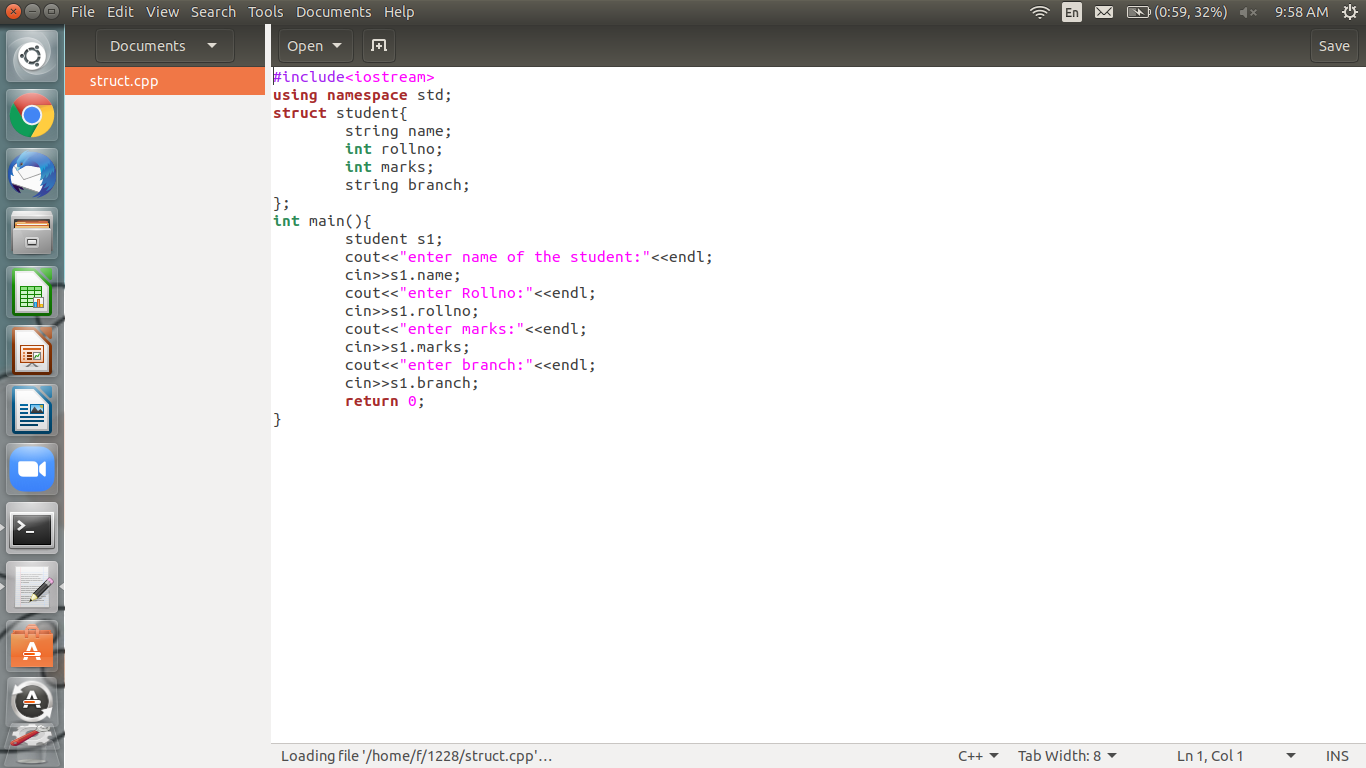 File Edit View Search Tools Documents Help
En (0:59, 32%) 9:58 AM
Documents Open Save
struct.cpp
#include<iostream>
using namespace std;
struct student{
string name;
int rollno;
int marks;
string branch;
};
int main(){
student s1;
cout<<"enter name of the student:"<<endl;
cin>>s1.name;
cout<<"enter Rollno:"<<endl;
cin>>s1.rollno;
cout<<"enter marks:"<<endl;
cin>>s1.marks;
cout<<"enter branch:"<<endl;
cin>>s1.branch;
return 0;
}
Loading file '/home/f/1228/struct.cpp'… C++ Tab Width: 8 Ln 1, Col 1 INS